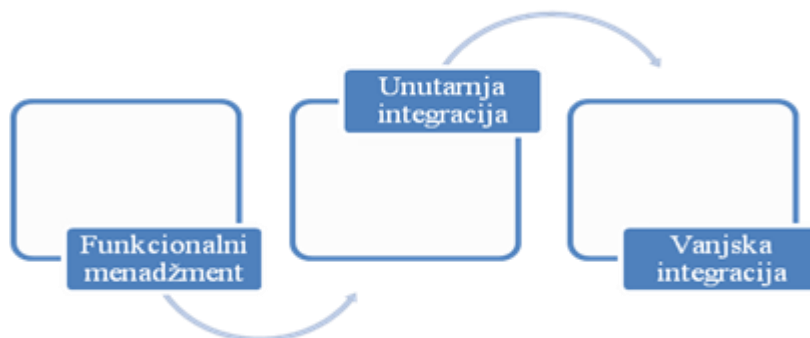 Funkcionalni
menadžment
Unutarnja
integracija
Vanjska
integracija